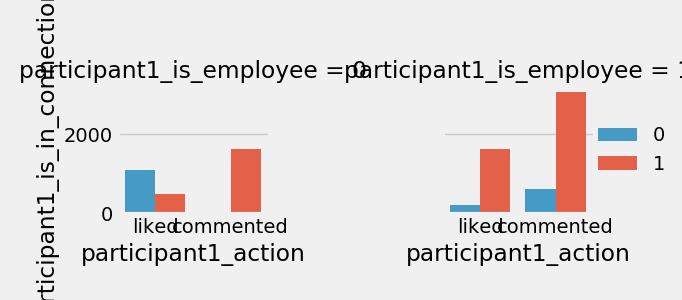 participant1_is_employee = 0
participant1_is_employee = 1
2000
0
liked
commented
liked
commented
participant1_action
participant1_action
0
1